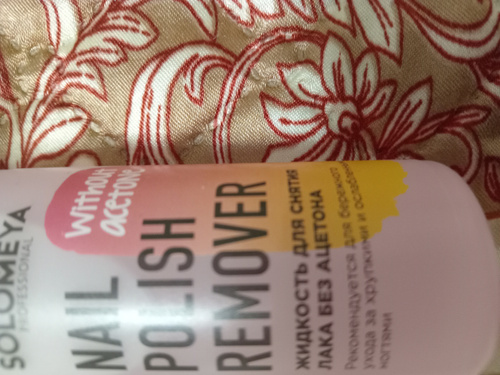 SOLOMEYA
PROFESSIONAL
without
acetone
NAIL
POLISH
REMOVER
ЖИДКОСТЬ ДЛЯ СНЯТИЯ
ЛАКА БЕЗ АЦЕТОНА
Рекомендуется для бережного
ухода за хрупкими и ослабленн
ногтями